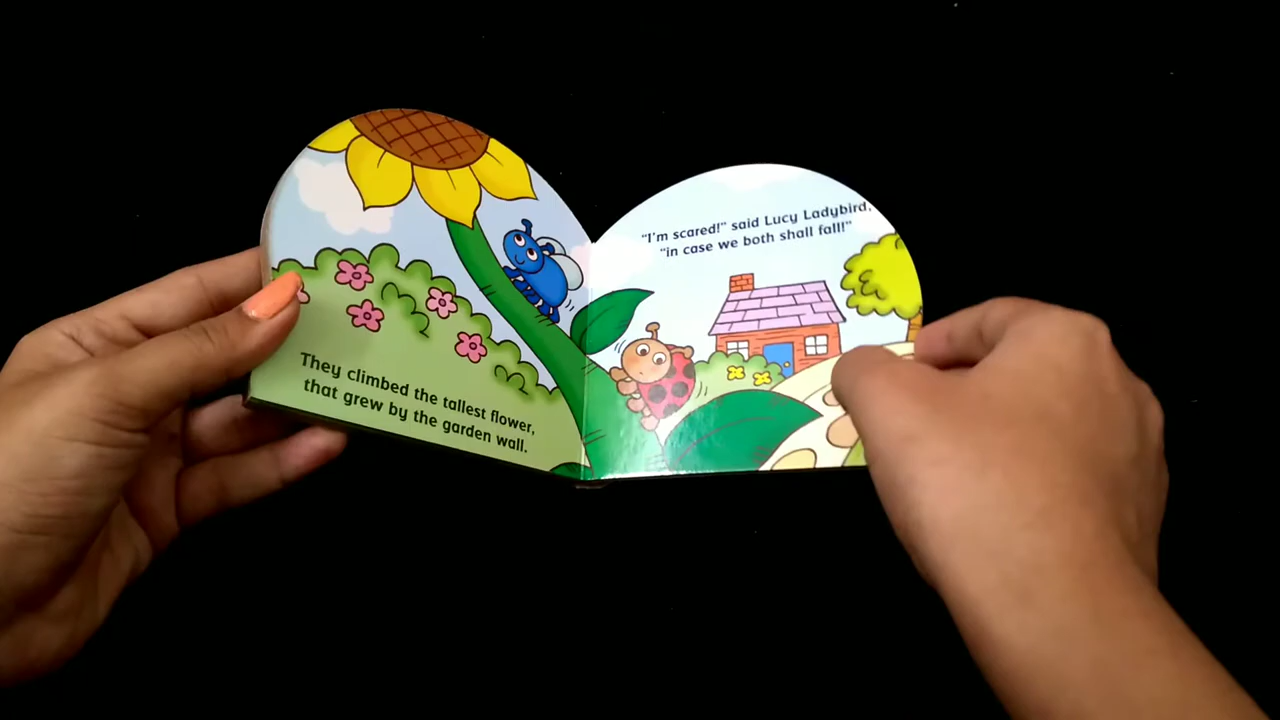 They climbed the tallest flower,
that grew by the garden wall.
"I'm scared!" said Lucy Ladybird,
"in case we both shall fall!"